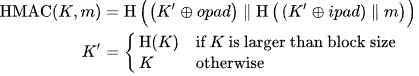 HMAC(K, m) = H ( (K′ ⊕ opad) ∥ H ( (K′ ⊕ ipad) ∥ m ) )
K′ = { H(K) if K is larger than block size
K otherwise